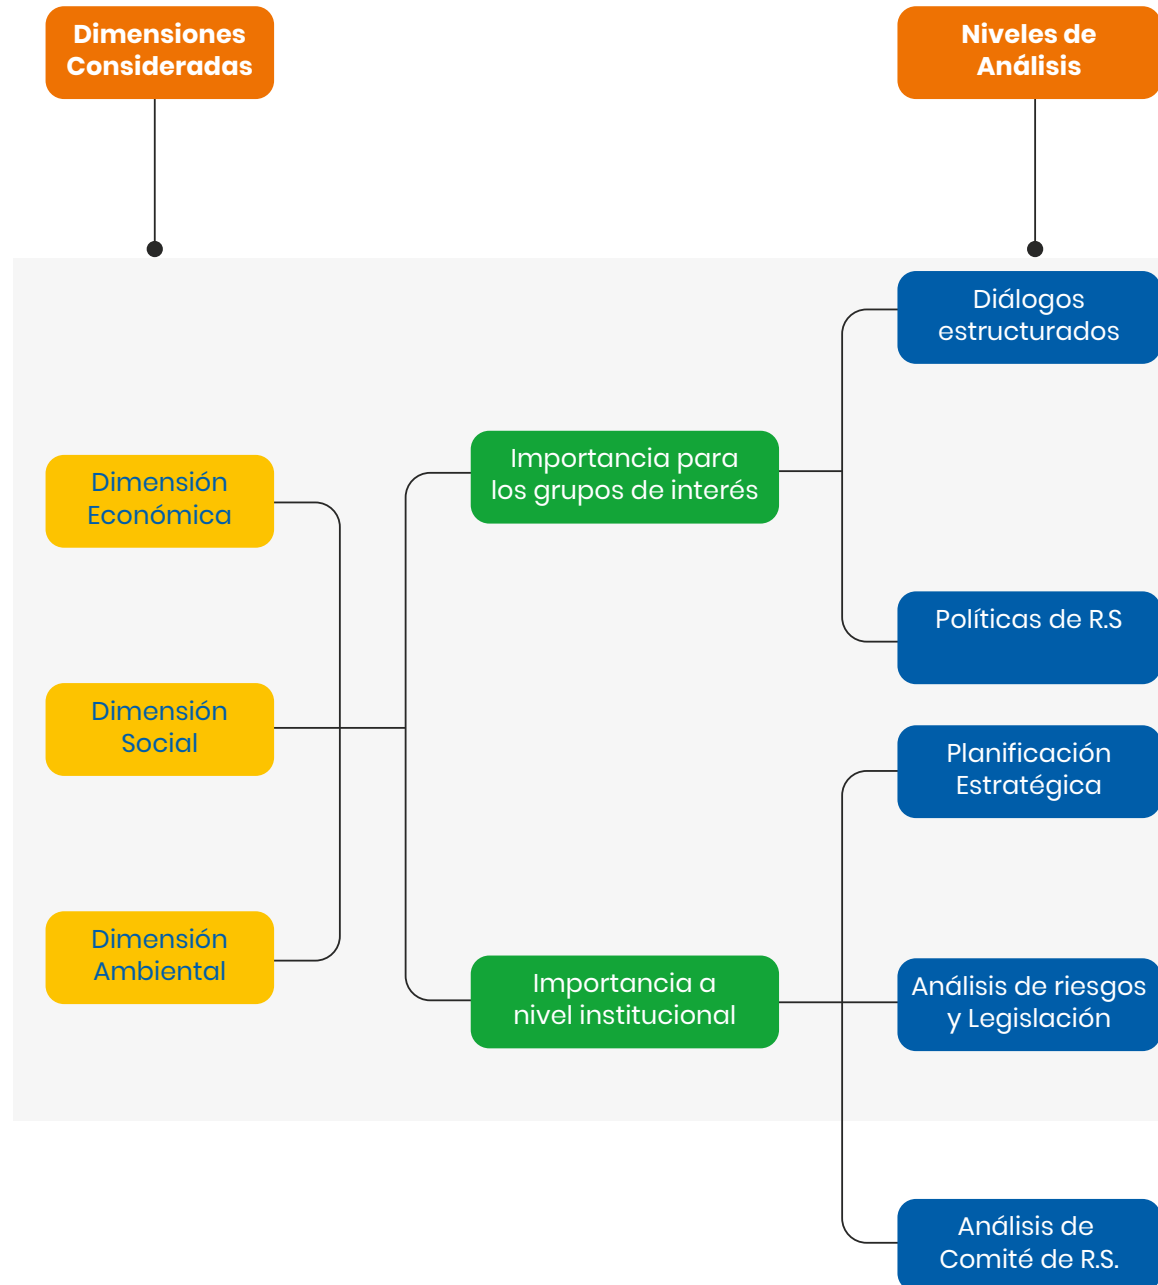 Dimensiones
Consideradas
Niveles de
Análisis
Dimensión
Económica
Dimensión
Social
Dimensión
Ambiental
Importancia para
los grupos de interés
Importancia a
nivel institucional
Diálogos
estructurados
Políticas de R.S
Planificación
Estratégica
Análisis de riesgos
y Legislación
Análisis de
Comité de R.S.